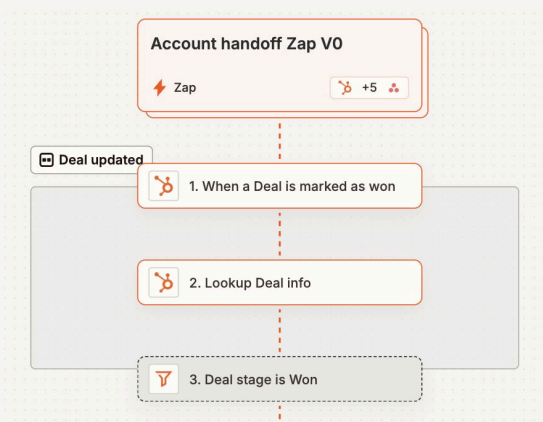 Account handoff Zap V0
Zap
+5
Deal updated
1. When a Deal is marked as won
2. Lookup Deal info
3. Deal stage is Won